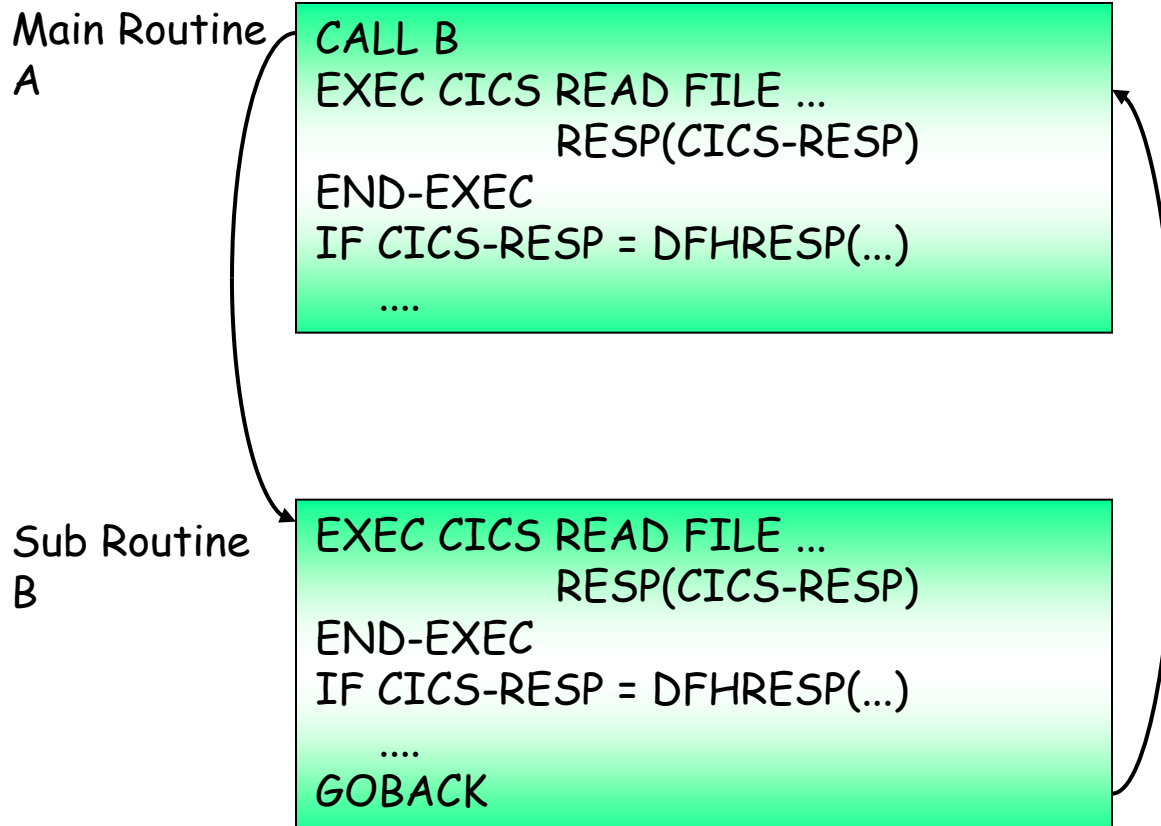 Main Routine
A
CALL B
EXEC CICS READ FILE ...
RESP(CICS-RESP)
END-EXEC
IF CICS-RESP = DFHRESP(...)
....
Sub Routine
B
EXEC CICS READ FILE ...
RESP(CICS-RESP)
END-EXEC
IF CICS-RESP = DFHRESP(...)
....
GOBACK